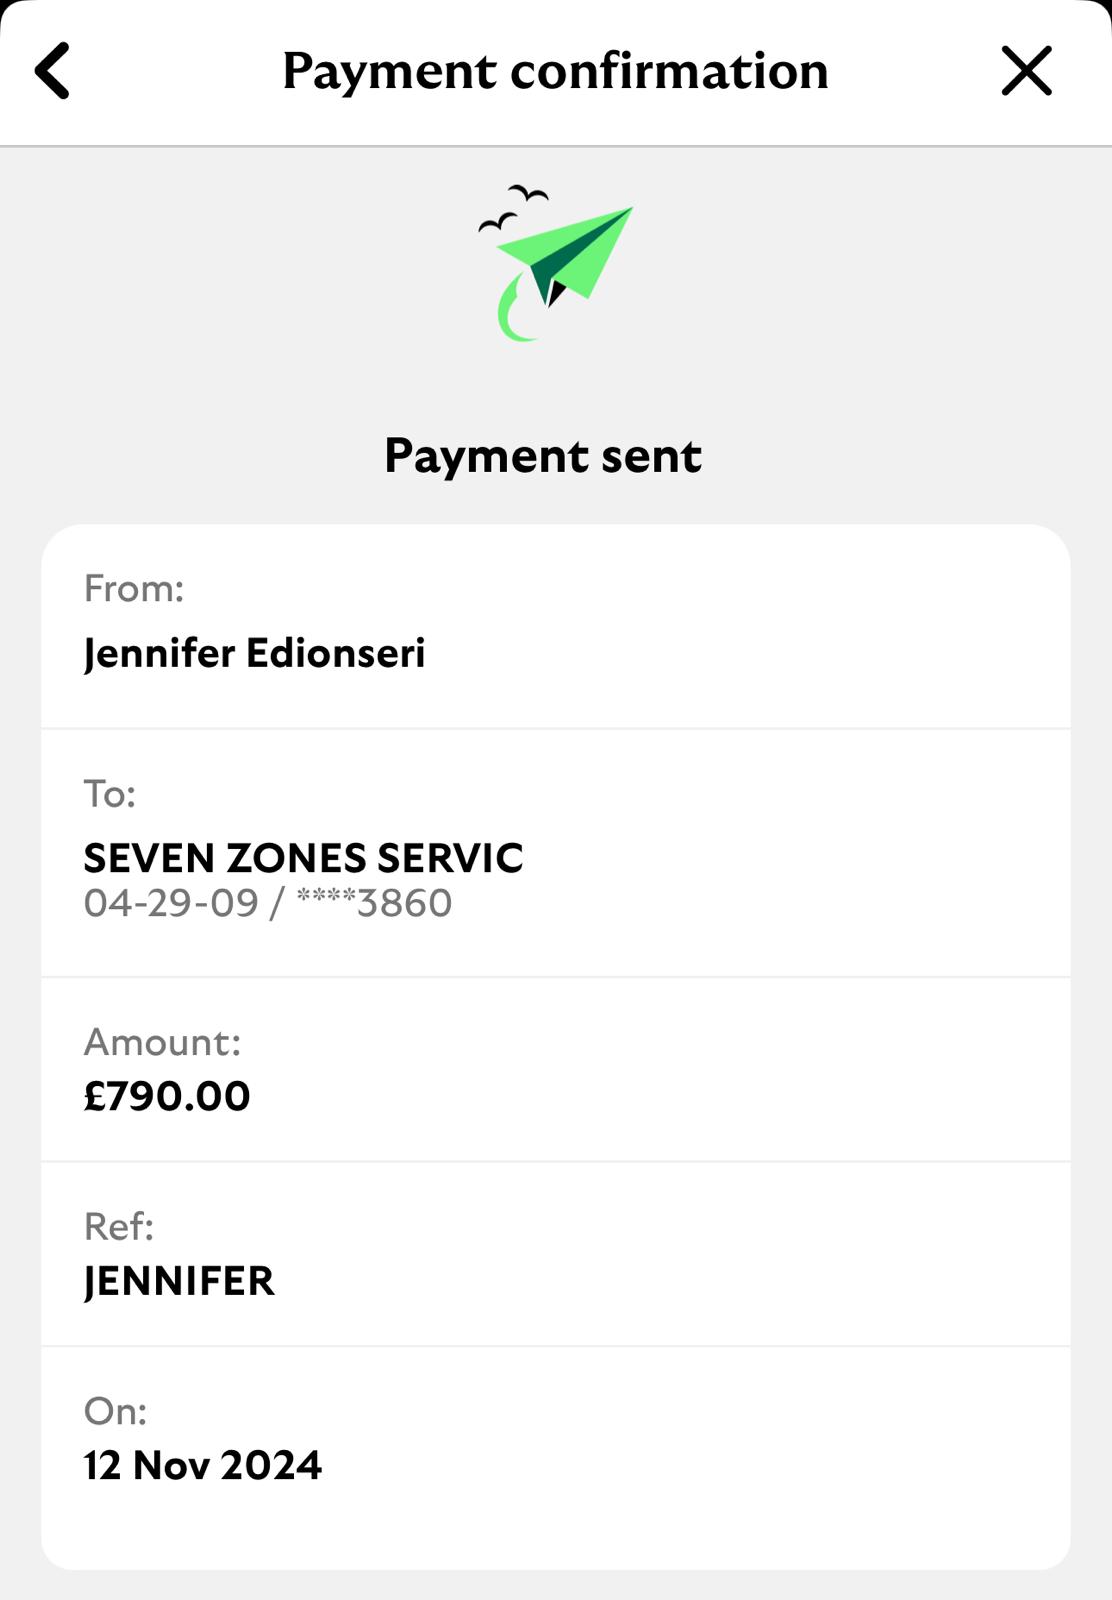 Payment confirmation
Payment sent
From:
Jennifer Edionseri
To:
SEVEN ZONES SERVIC
04-29-09 / ****3860
Amount:
£790.00
Ref:
JENNIFER
On:
12 Nov 2024